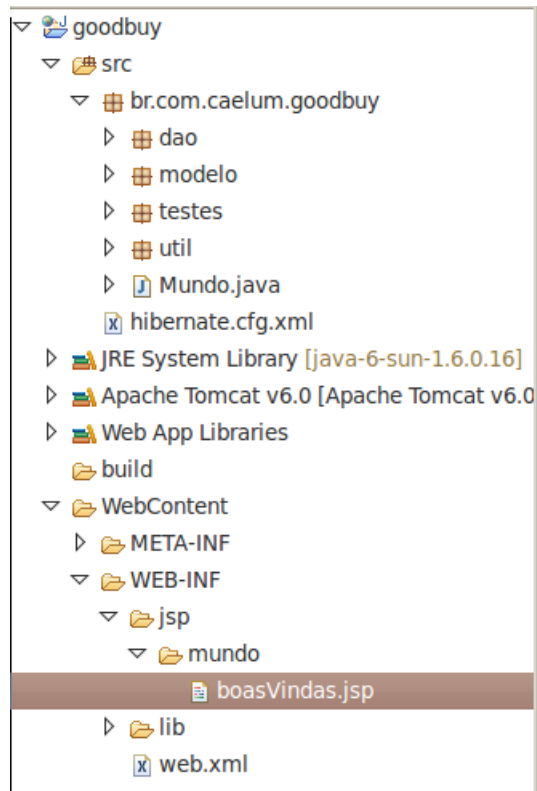 goodbuy
src
br.com.caelum.goodbuy
dao
modelo
testes
util
Mundo.java
hibernate.cfg.xml
JRE System Library [java-6-sun-1.6.0.16]
Apache Tomcat v6.0 [Apache Tomcat v6.0
Web App Libraries
build
WebContent
META-INF
WEB-INF
jsp
mundo
boasVindas.jsp
lib
web.xml